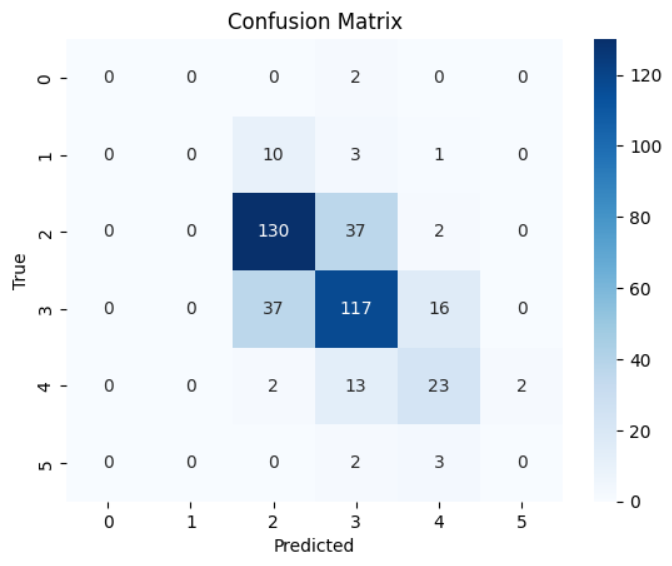 Confusion Matrix
0 0 0 0 2 0 0
1 0 0 10 3 1 0
2 0 0 130 37 2 0
3 0 0 37 117 16 0
4 0 0 2 13 23 2
5 0 0 0 2 3 0
0 1 2 3 4 5
True
Predicted
120
100
80
60
40
20
0